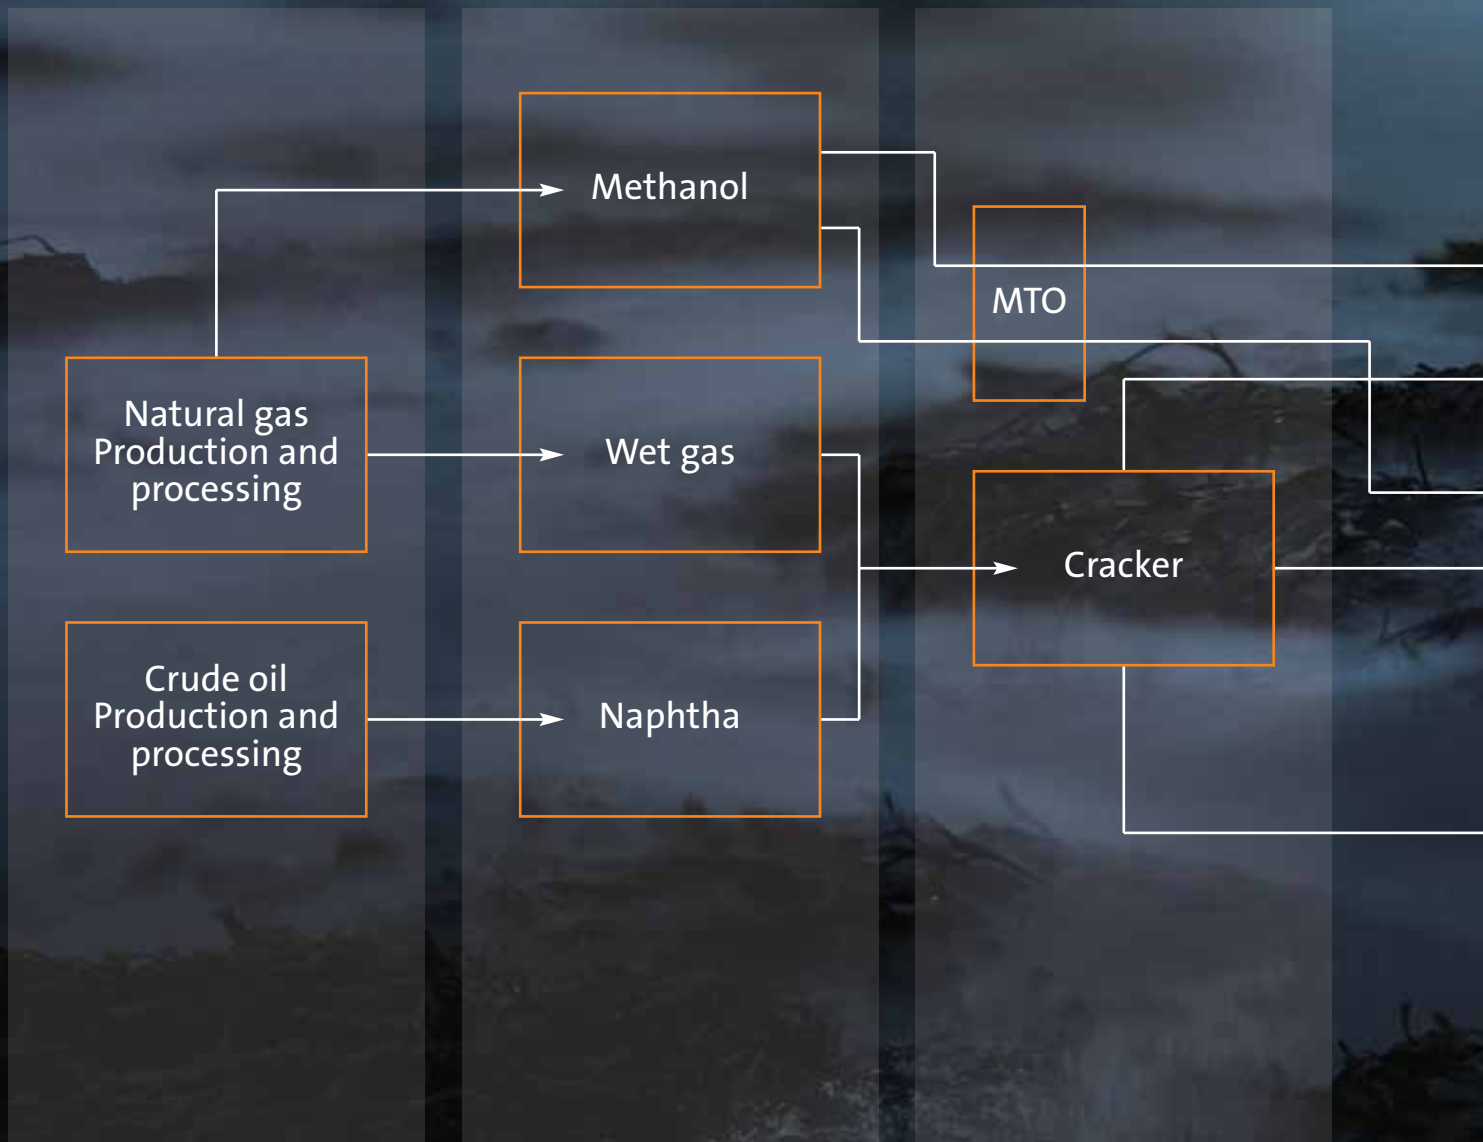 Methanol
MTO
Natural gas
Production and
processing
Wet gas
Cracker
Crude oil
Production and
processing
Naphtha